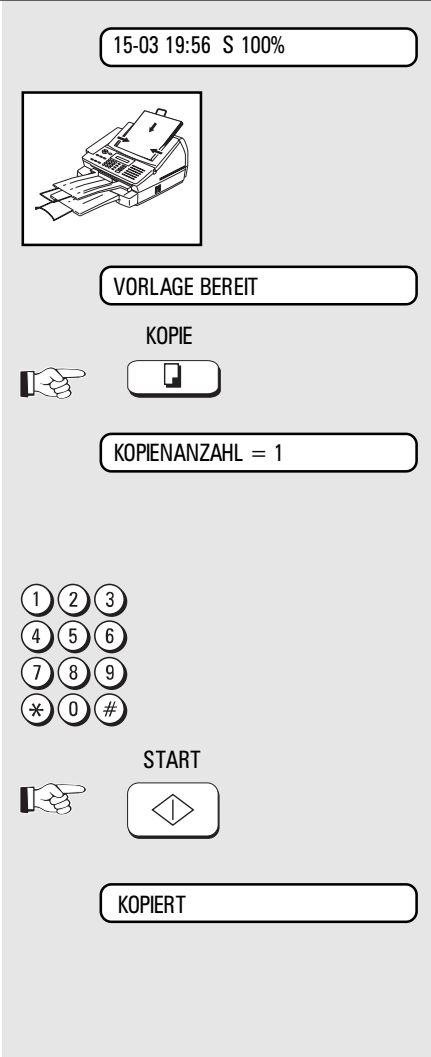 15-03 19:56 S 100%
VORLAGE BEREIT
KOPIE
KOPIENANZAHL = 1
1 2 3
4 5 6
7 8 9
* 0 #
START
KOPIERT